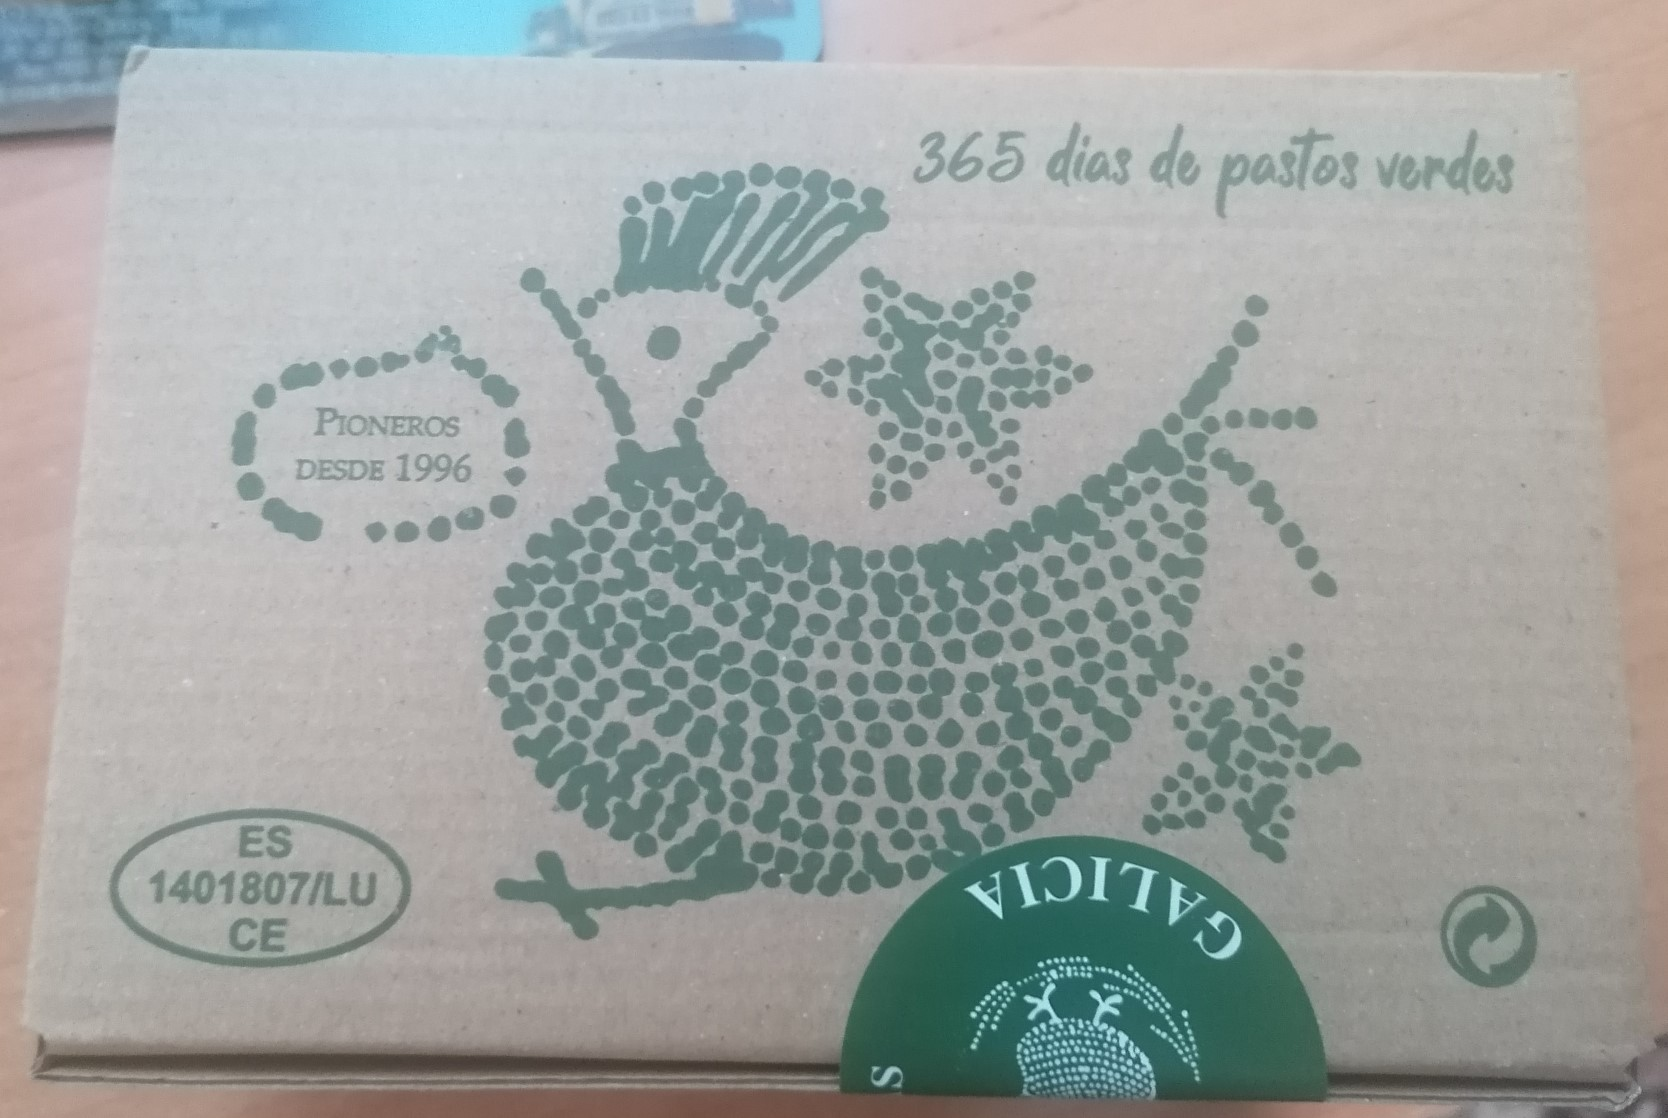 365 dias de pastos verdes
PIONEROS
DESDE 1996
ES
1401807/LU
CE
GALICIA